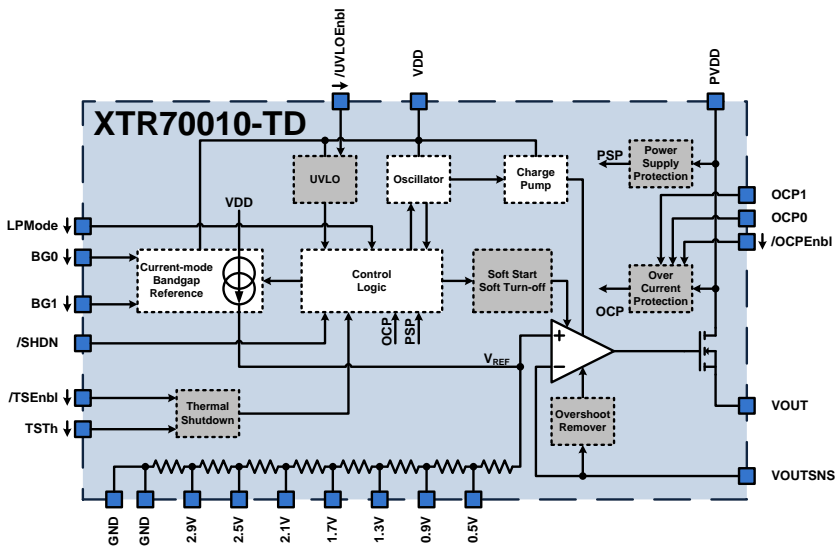 /UVLOEnbl
VDD
PVDD
XTR70010-TD
UVLO
Oscillator
Charge
Pump
PSP
Power
Supply
Protection
OCP1
OCP0
/OCPEnbl
VDD
LPMode
BG0
BG1
Current-mode
Bandgap
Reference
Control
Logic
Soft Start
Soft Turn-off
Over
Current
Protection
OCP
/SHDN
OCP
PSP
VREF
+
−
/TSEnbl
TSTh
Thermal
Shutdown
Overshoot
Remover
VOUT
VOUTSNS
GND
GND
2.9V
2.5V
2.1V
1.7V
1.3V
0.9V
0.5V